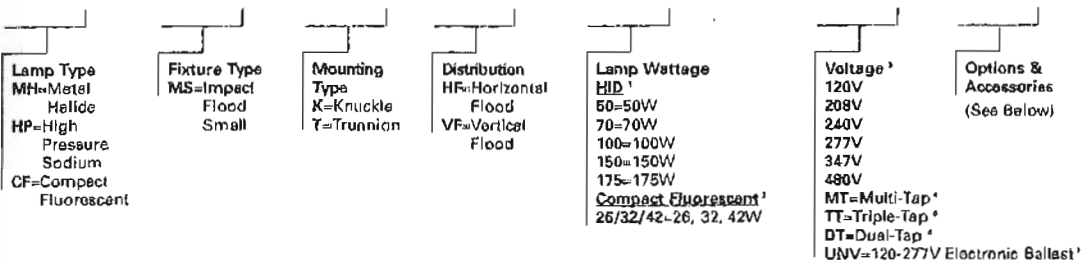 Lamp Type
MH=Metal
Halide
HP=High
Pressure
Sodium
CF=Compact
Fluorescent
Fixture Type
MS=Impact
Flood
Small
Mounting
Type
K=Knuckle
T=Trunnion
Distribution
HF=Horizontal
Flood
VF=Vertical
Flood
Lamp Wattage
HID ¹
50=50W
70=70W
100=100W
150=150W
175=175W
Compact Fluorescent
26/32/42=26, 32, 42W
Voltage
120V
208V
240V
277V
347V
480V
MT=Multi-Tap
TT=Triple-Tap
DT=Dual-Tap
UNV=120-277V Electronic Ballast
Options &
Accessories
(See Below)